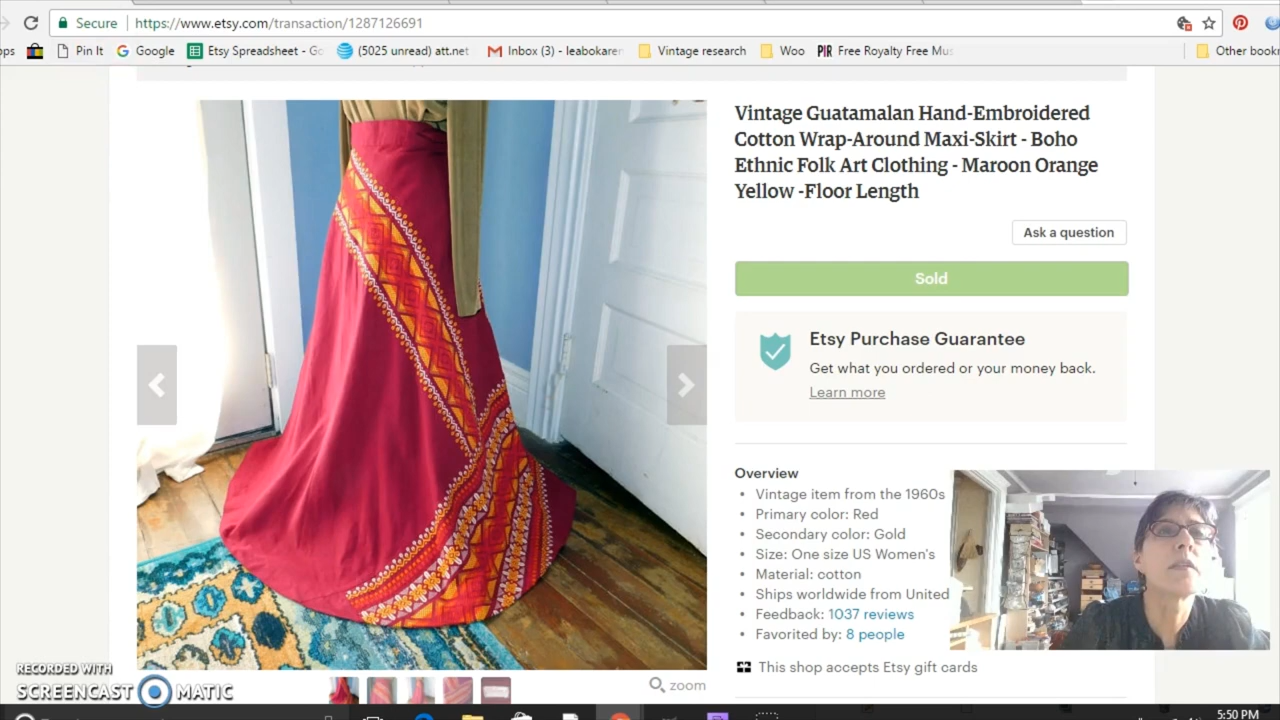 Secure https://www.etsy.com/transaction/1287126691
ops Pin It Google Etsy Spreadsheet - Go (5025 unread) att.net Inbox (3) - leabokaren Vintage research Woo PIR Free Royalty Free Mus Other book
Vintage Guatamalan Hand-Embroidered
Cotton Wrap-Around Maxi-Skirt - Boho
Ethnic Folk Art Clothing - Maroon Orange
Yellow -Floor Length
Ask a question
Sold
Etsy Purchase Guarantee
Get what you ordered or your money back.
Learn more
Overview
• Vintage item from the 1960s
• Primary color: Red
• Secondary color: Gold
• Size: One size US Women's
• Material: cotton
• Ships worldwide from United
• Feedback: 1037 reviews
• Favorited by: 8 people
This shop accepts Etsy gift cards
zoom
RECORDED WITH
SCREENCAST MATIC
5:50 PM